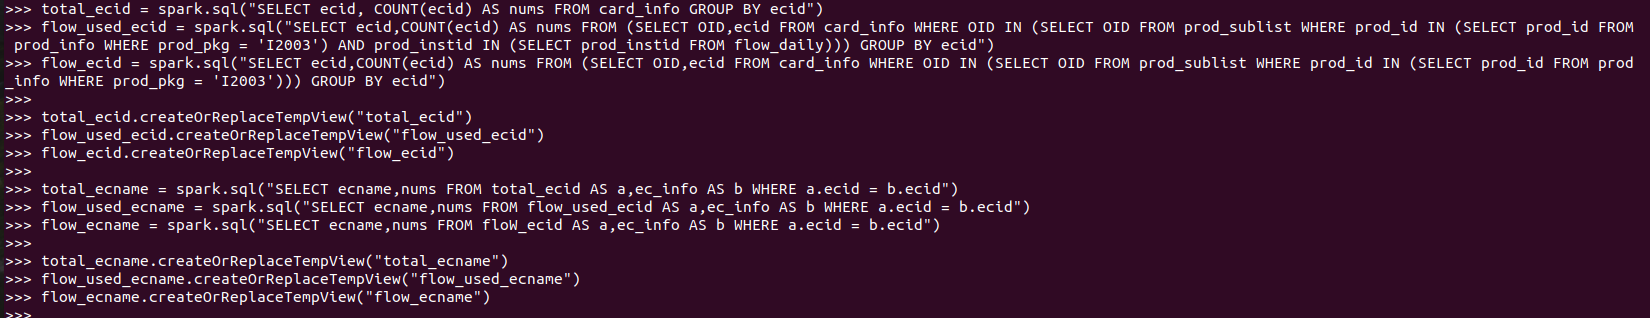 >>> total_ecid = spark.sql("SELECT ecid, COUNT(ecid) AS nums FROM card_info GROUP BY ecid")
>>> flow_used_ecid = spark.sql("SELECT ecid,COUNT(ecid) AS nums FROM (SELECT OID,ecid FROM card_info WHERE OID IN (SELECT OID FROM prod_sublist WHERE prod_id IN (SELECT prod_id FROM
 prod_info WHERE prod_pkg = 'I2003') AND prod_instid IN (SELECT prod_instid FROM flow_daily))) GROUP BY ecid")
>>> flow_ecid = spark.sql("SELECT ecid,COUNT(ecid) AS nums FROM (SELECT OID,ecid FROM card_info WHERE OID IN (SELECT OID FROM prod_sublist WHERE prod_id IN (SELECT prod_id FROM prod
_info WHERE prod_pkg = 'I2003'))) GROUP BY ecid")
>>>
>>> total_ecid.createOrReplaceTempView("total_ecid")
>>> flow_used_ecid.createOrReplaceTempView("flow_used_ecid")
>>> flow_ecid.createOrReplaceTempView("flow_ecid")
>>>
>>> total_ecname = spark.sql("SELECT ecname,nums FROM total_ecid AS a,ec_info AS b WHERE a.ecid = b.ecid")
>>> flow_used_ecname = spark.sql("SELECT ecname,nums FROM flow_used_ecid AS a,ec_info AS b WHERE a.ecid = b.ecid")
>>> flow_ecname = spark.sql("SELECT ecname,nums FROM floW_ecid AS a,ec_info AS b WHERE a.ecid = b.ecid")
>>>
>>> total_ecname.createOrReplaceTempView("total_ecname")
>>> flow_used_ecname.createOrReplaceTempView("flow_used_ecname")
>>> flow_ecname.createOrReplaceTempView("flow_ecname")
>>>